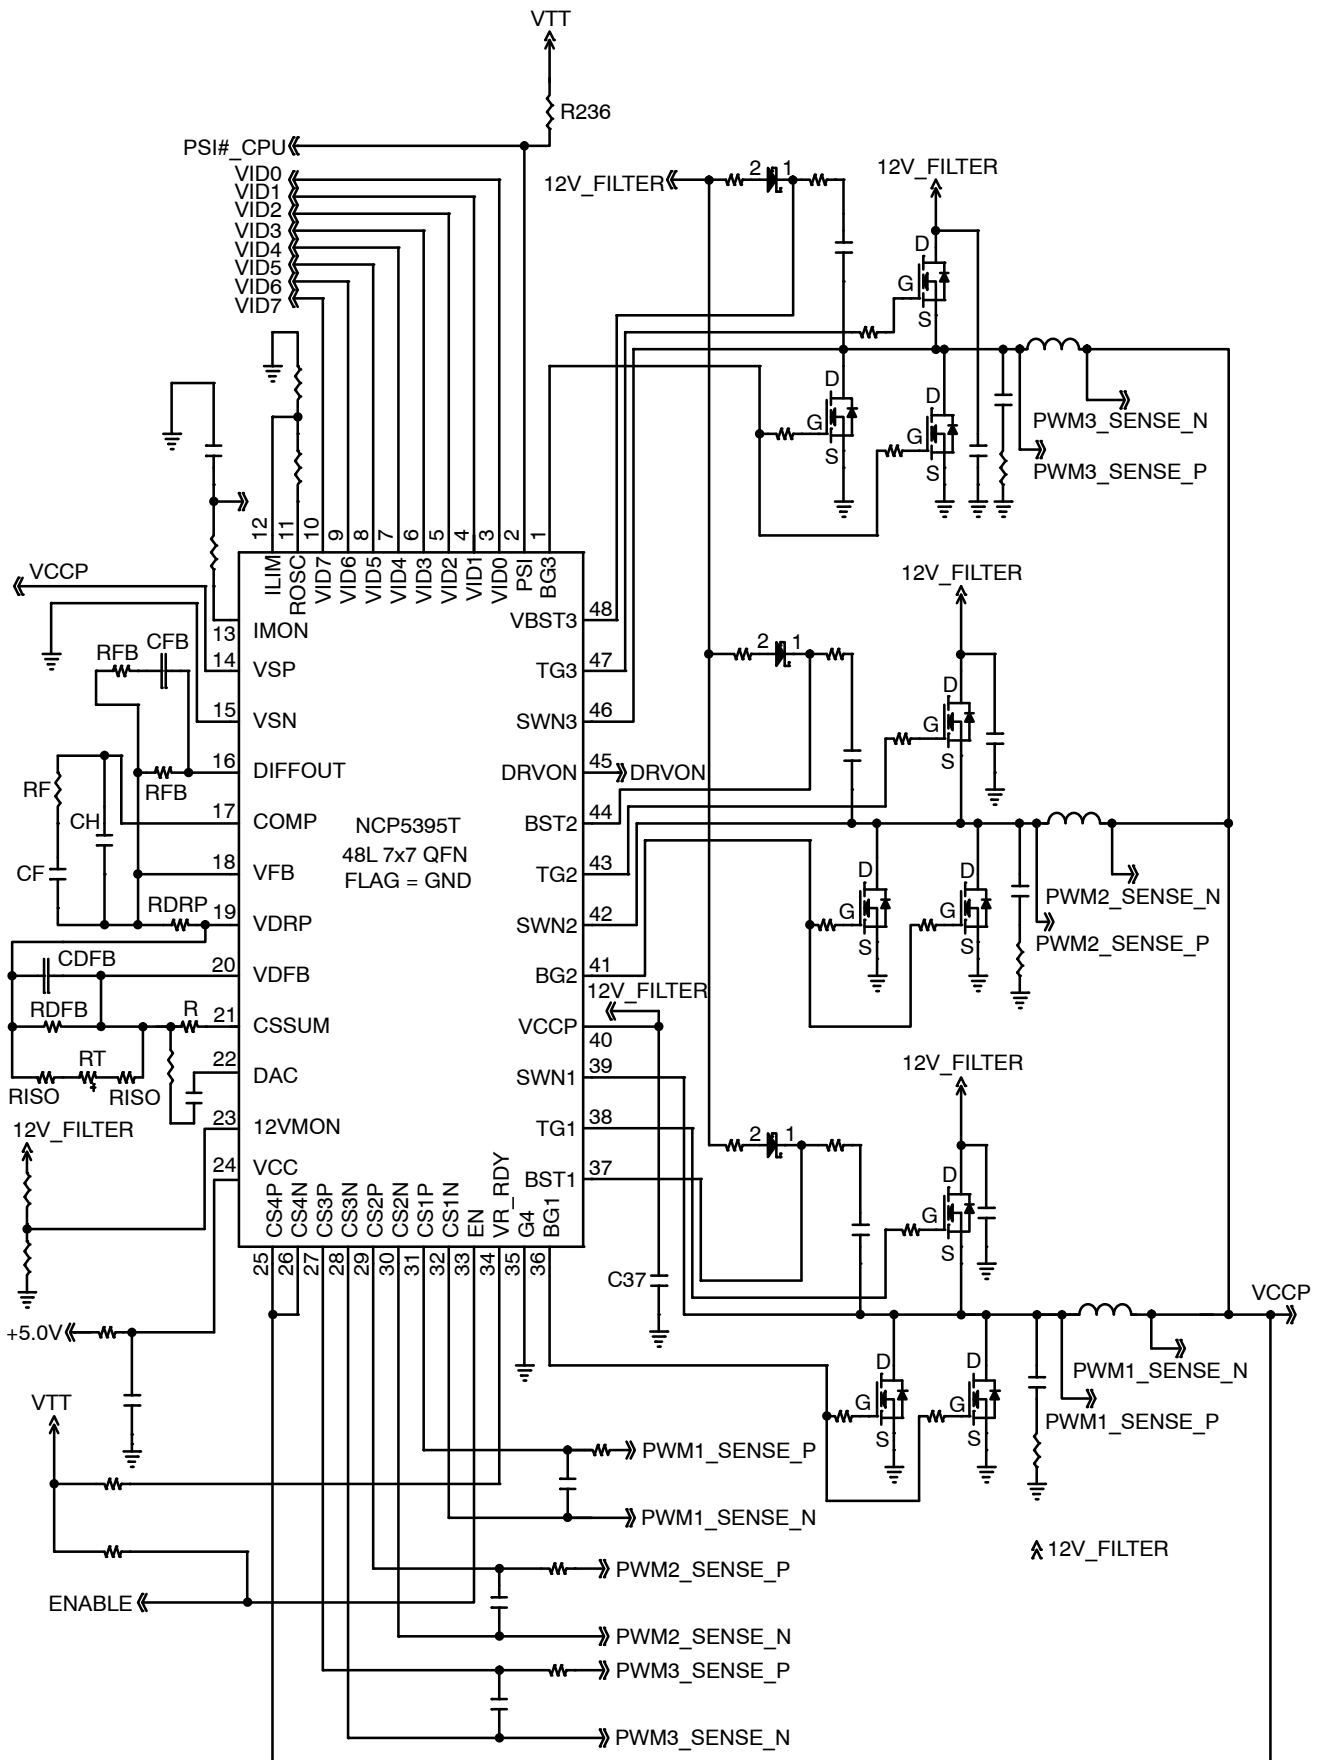 VTT
R236
PSI#_CPU
VID0
VID1
VID2
VID3
VID4
VID5
VID6
VID7
12V_FILTER
2 1
12V_FILTER
D
G
S
D
G
S
D
G
S
PWM3_SENSE_N
PWM3_SENSE_P
12 11 10 9 8 7 6 5 4 3 2 1
ILIM ROSC VID7 VID6 VID5 VID4 VID3 VID2 VID1 VID0 PSI BG3
VCCP
13 IMON
14 VSP
15 VSN
16 DIFFOUT
17 COMP
18 VFB
19 VDRP
20 VDFB
21 CSSUM
22 DAC
23 12VMON
24 VCC
RFB
CFB
RFB
RF
CH
CF
RDRP
CDFB
RDFB
R
RT
RISO
RISO
12V_FILTER
NCP5395T
48L 7x7 QFN
FLAG = GND
VBST3 48
TG3 47
SWN3 46
DRVON 45
DRVON
BST2 44
TG2 43
SWN2 42
BG2 41
12V_FILTER
VCCP 40
SWN1 39
TG1 38
BST1 37
12V_FILTER
2 1
D
G
S
D
G
S
D
G
S
PWM2_SENSE_N
PWM2_SENSE_P
12V_FILTER
2 1
D
G
S
CS4P CS4N CS3P CS3N CS2P CS2N CS1P CS1N EN VR_RDY G4 BG1
25 26 27 28 29 30 31 32 33 34 35 36
C37
VCCP
+5.0V
D
G
S
D
G
S
PWM1_SENSE_N
PWM1_SENSE_P
VTT
PWM1_SENSE_P
PWM1_SENSE_N
12V_FILTER
PWM2_SENSE_P
ENABLE
PWM2_SENSE_N
PWM3_SENSE_P
PWM3_SENSE_N